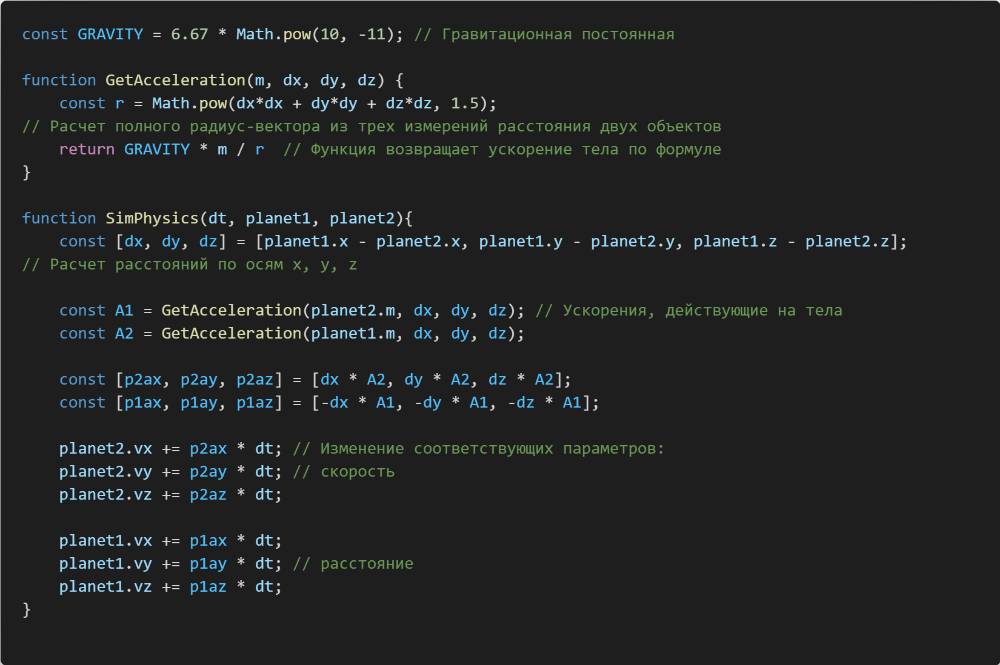 const GRAVITY = 6.67 * Math.pow(10, -11); // Гравитационная постоянная
function GetAcceleration(m, dx, dy, dz) {
    const r = Math.pow(dx*dx + dy*dy + dz*dz, 1.5);
// Расчет полного радиус-вектора из трех измерений расстояния двух объектов
    return GRAVITY * m / r  // Функция возвращает ускорение тела по формуле
}
function SimPhysics(dt, planet1, planet2){
    const [dx, dy, dz] = [planet1.x - planet2.x, planet1.y - planet2.y, planet1.z - planet2.z];
// Расчет расстояний по осям x, y, z
    const A1 = GetAcceleration(planet2.m, dx, dy, dz); // Ускорения, действующие на тела
    const A2 = GetAcceleration(planet1.m, dx, dy, dz);
    const [p2ax, p2ay, p2az] = [dx * A2, dy * A2, dz * A2];
    const [p1ax, p1ay, p1az] = [-dx * A1, -dy * A1, -dz * A1];
    planet2.vx += p2ax * dt; // Изменение соответствующих параметров:
    planet2.vy += p2ay * dt; // скорость
    planet2.vz += p2az * dt;
    planet1.vx += p1ax * dt;
    planet1.vy += p1ay * dt; // расстояние
    planet1.vz += p1az * dt;
}